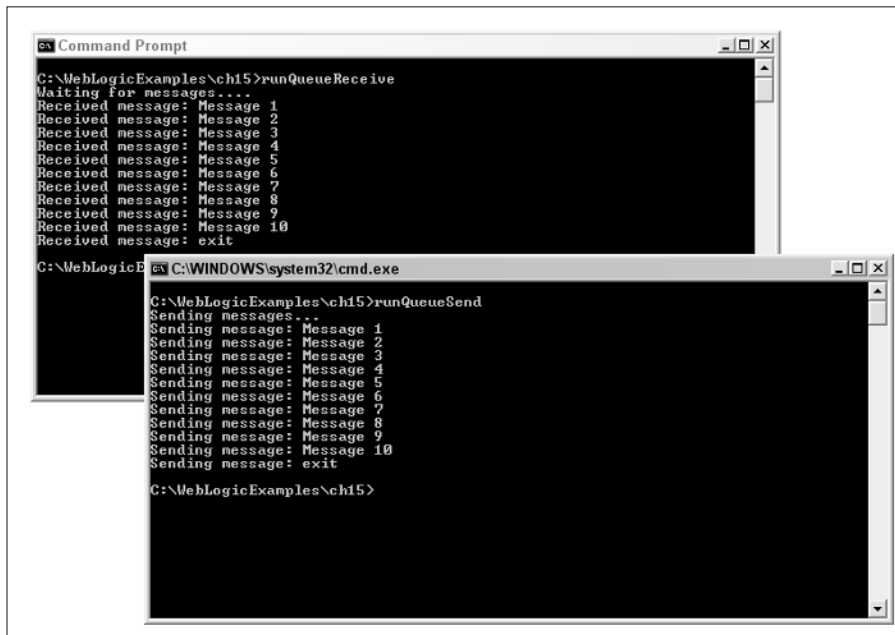 Command Prompt
C:\WebLogicExamples\ch15>runQueueReceive
Waiting for messages....
Received message: Message 1
Received message: Message 2
Received message: Message 3
Received message: Message 4
Received message: Message 5
Received message: Message 6
Received message: Message 7
Received message: Message 8
Received message: Message 9
Received message: Message 10
Received message: exit
C:\WebLogicE
C:\WINDOWS\system32\cmd.exe
C:\WebLogicExamples\ch15>runQueueSend
Sending messages...
Sending message: Message 1
Sending message: Message 2
Sending message: Message 3
Sending message: Message 4
Sending message: Message 5
Sending message: Message 6
Sending message: Message 7
Sending message: Message 8
Sending message: Message 9
Sending message: Message 10
Sending message: exit
C:\WebLogicExamples\ch15>